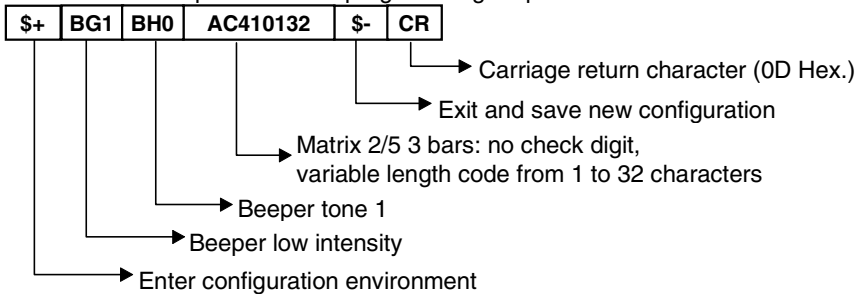 $+ BG1 BH0 AC410132 $- CR
Carriage return character (0D Hex.)
Exit and save new configuration
Matrix 2/5 3 bars: no check digit,
variable length code from 1 to 32 characters
Beeper tone 1
Beeper low intensity
Enter configuration environment